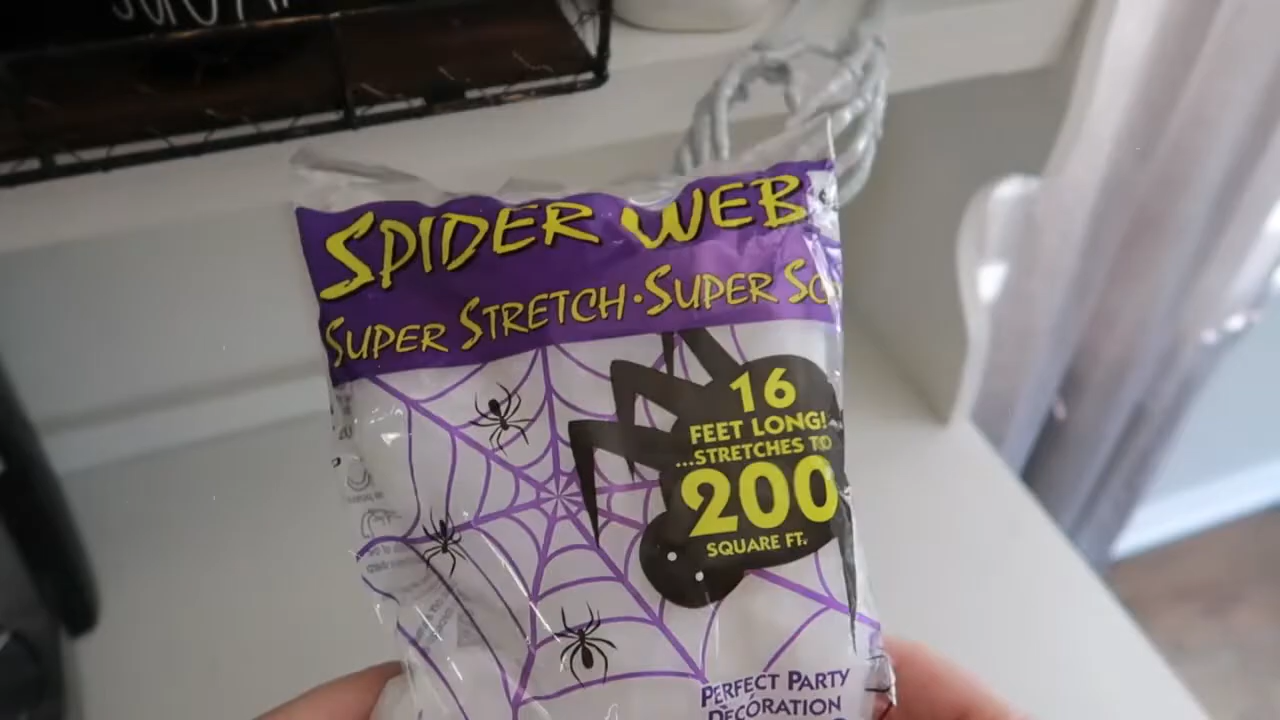 SPIDER WEB
SUPER STRETCH • SUPER
16
FEET LONG!
...STRETCHES TO
200
SQUARE FT.
PERFECT PARTY
DECORATION